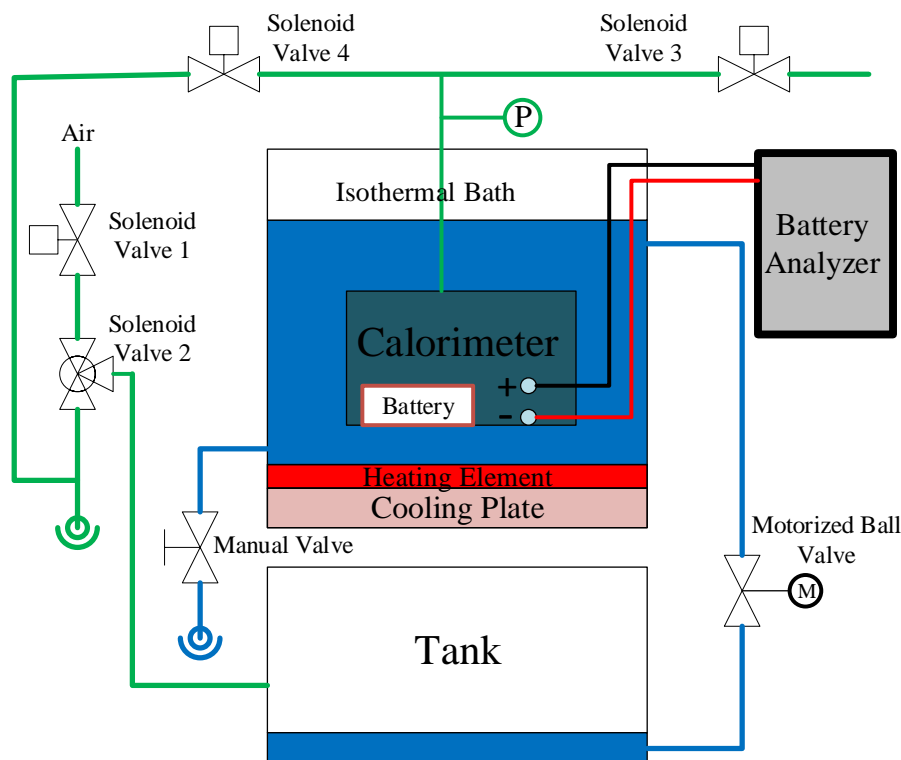 Solenoid
Valve 4
Solenoid
Valve 3
P
Air
Isothermal Bath
Solenoid
Valve 1
Battery
Analyzer
Solenoid
Valve 2
Calorimeter
+
Battery
-
Heating Element
Cooling Plate
Manual Valve
Motorized Ball
Valve
M
Tank